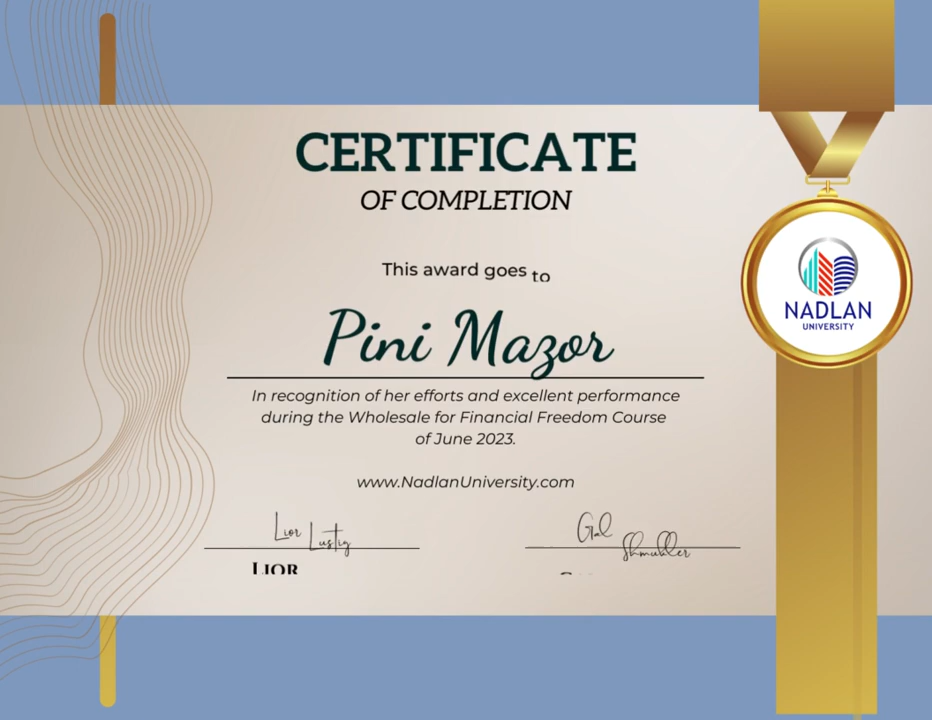 CERTIFICATE
OF COMPLETION
This award goes to
NADLAN
UNIVERSITY
Pini Mazor
In recognition of her efforts and excellent performance
during the Wholesale for Financial Freedom Course
of June 2023.
www.NadlanUniversity.com
Lior Lustig
Gal Shmuhler
LIOR